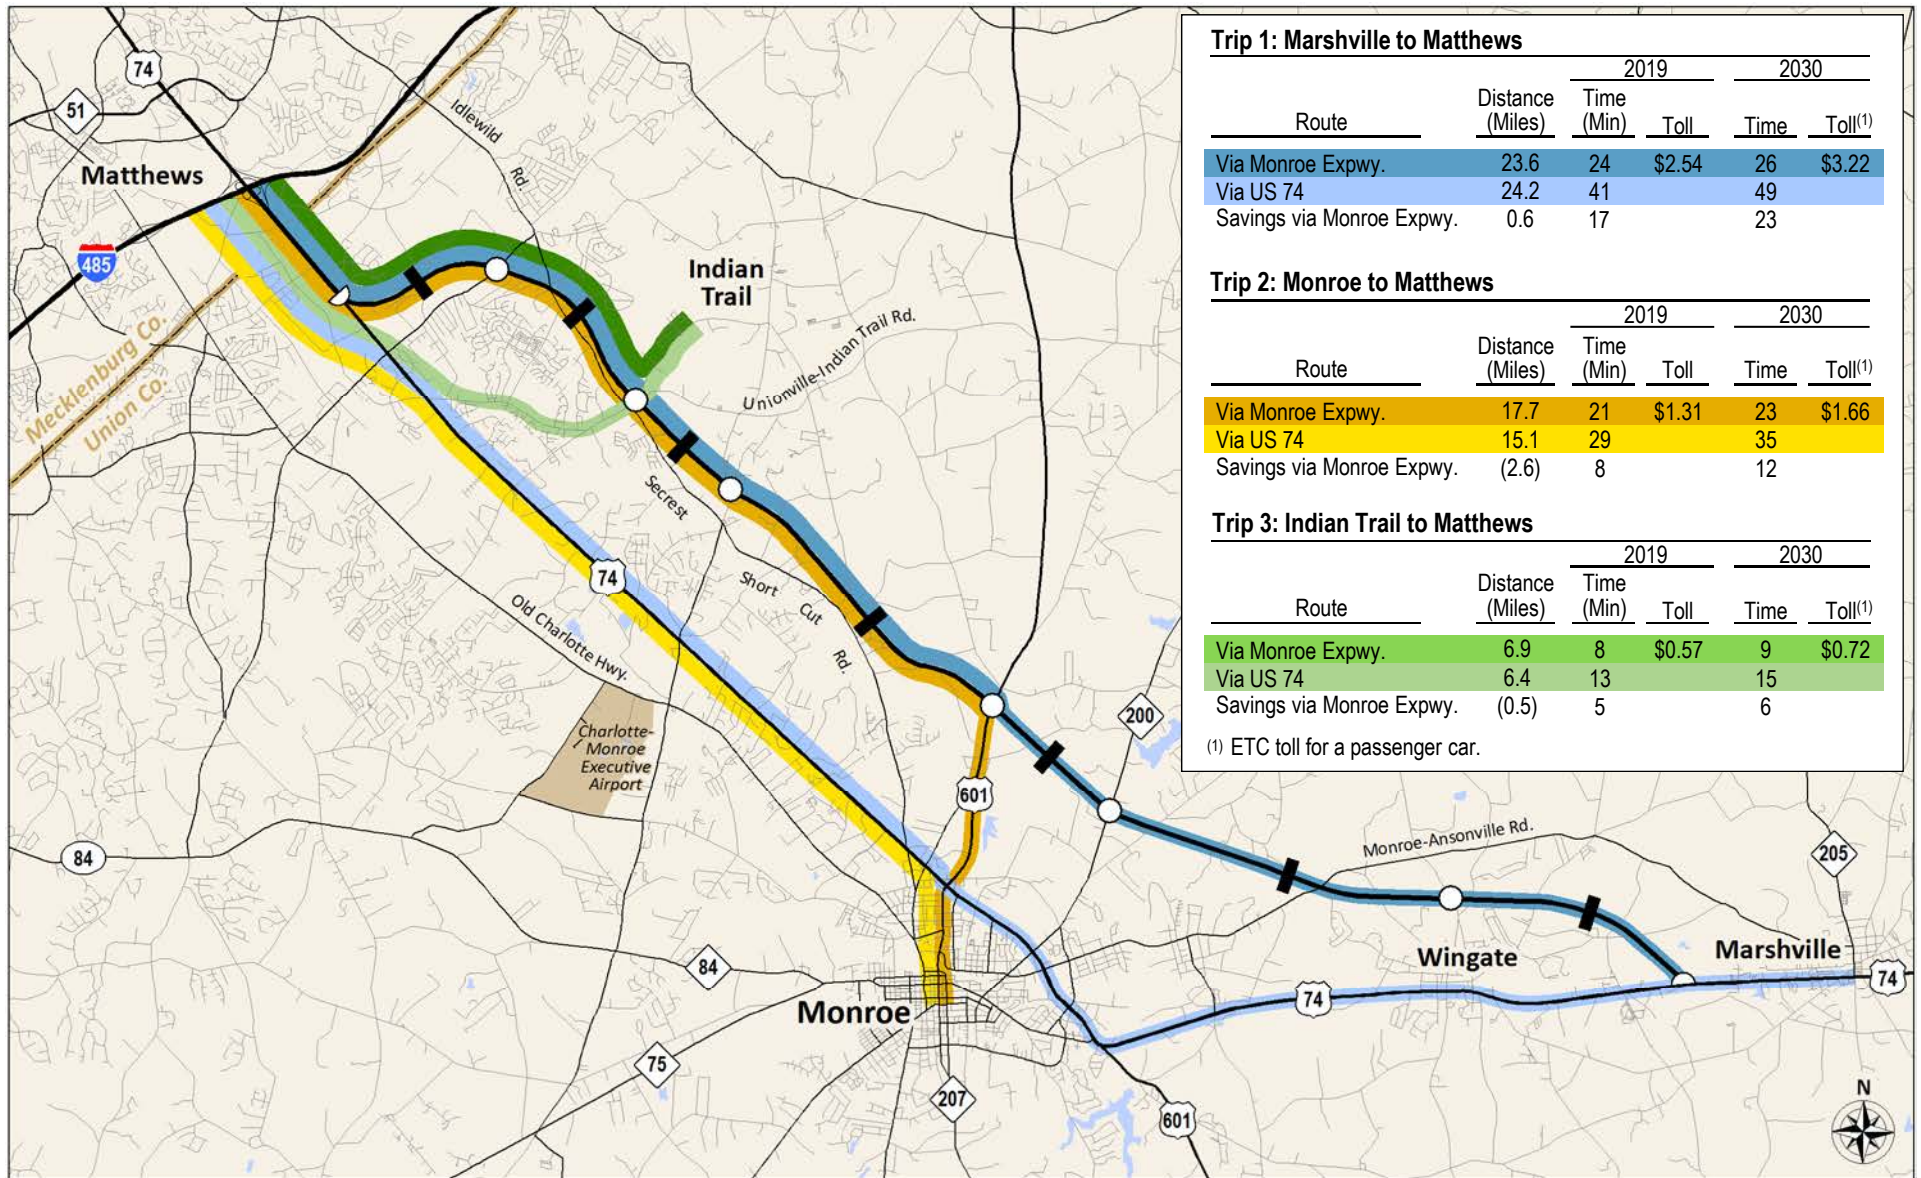 74
51
Matthews
Idlewild
Rd.
485
Indian
Trail
Mecklenburg Co.
Union Co.
Unionville-Indian Trail Rd.
Secrest
Short
Cut
Rd.
74
Old Charlotte Hwy.
Charlotte-
Monroe
Executive
Airport
200
601
84
Monroe-Ansonville Rd.
205
84
Wingate
Marshville
74
74
Monroe
75
207
601
N
Trip 1: Marshville to Matthews
2019 2030
Distance Time
Route (Miles) (Min) Toll Time Toll(1)
Via Monroe Expwy. 23.6 24 $2.54 26 $3.22
Via US 74 24.2 41 49
Savings via Monroe Expwy. 0.6 17 23
Trip 2: Monroe to Matthews
2019 2030
Distance Time
Route (Miles) (Min) Toll Time Toll(1)
Via Monroe Expwy. 17.7 21 $1.31 23 $1.66
Via US 74 15.1 29 35
Savings via Monroe Expwy. (2.6) 8 12
Trip 3: Indian Trail to Matthews
2019 2030
Distance Time
Route (Miles) (Min) Toll Time Toll(1)
Via Monroe Expwy. 6.9 8 $0.57 9 $0.72
Via US 74 6.4 13 15
Savings via Monroe Expwy. (0.5) 5 6
(1) ETC toll for a passenger car.